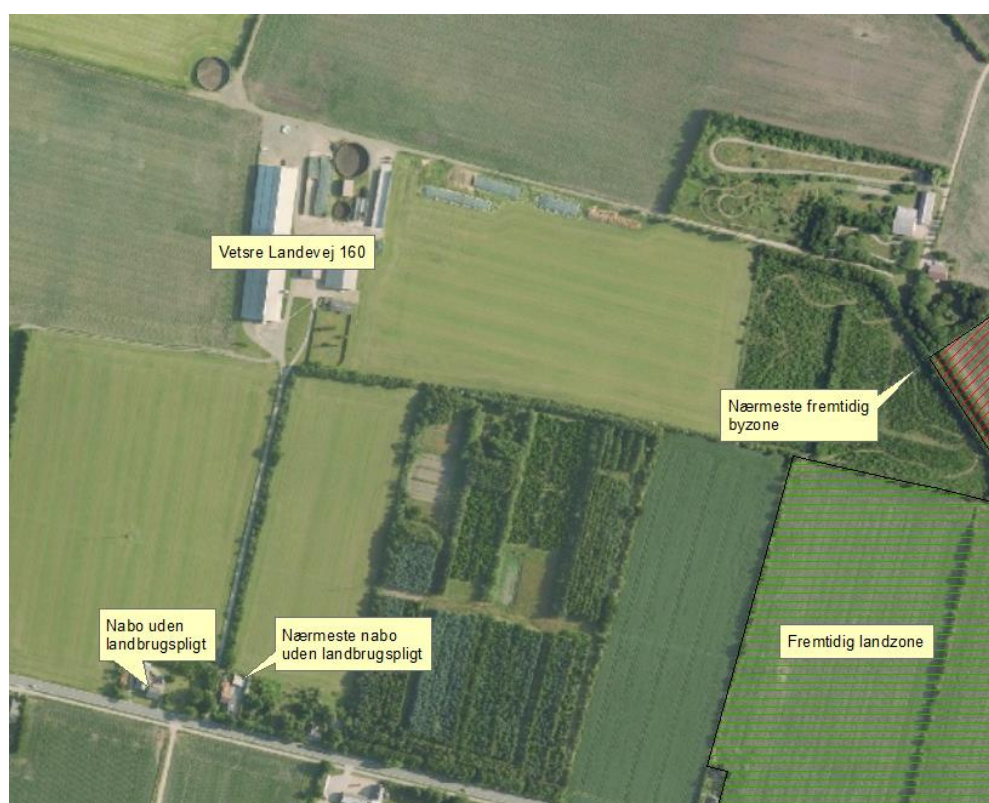 Vetsre Landevej 160
Nærmeste fremtidig
byzone
Nabo uden
landbrugspligt
Nærmeste nabo
uden landbrugspligt
Fremtidig landzone